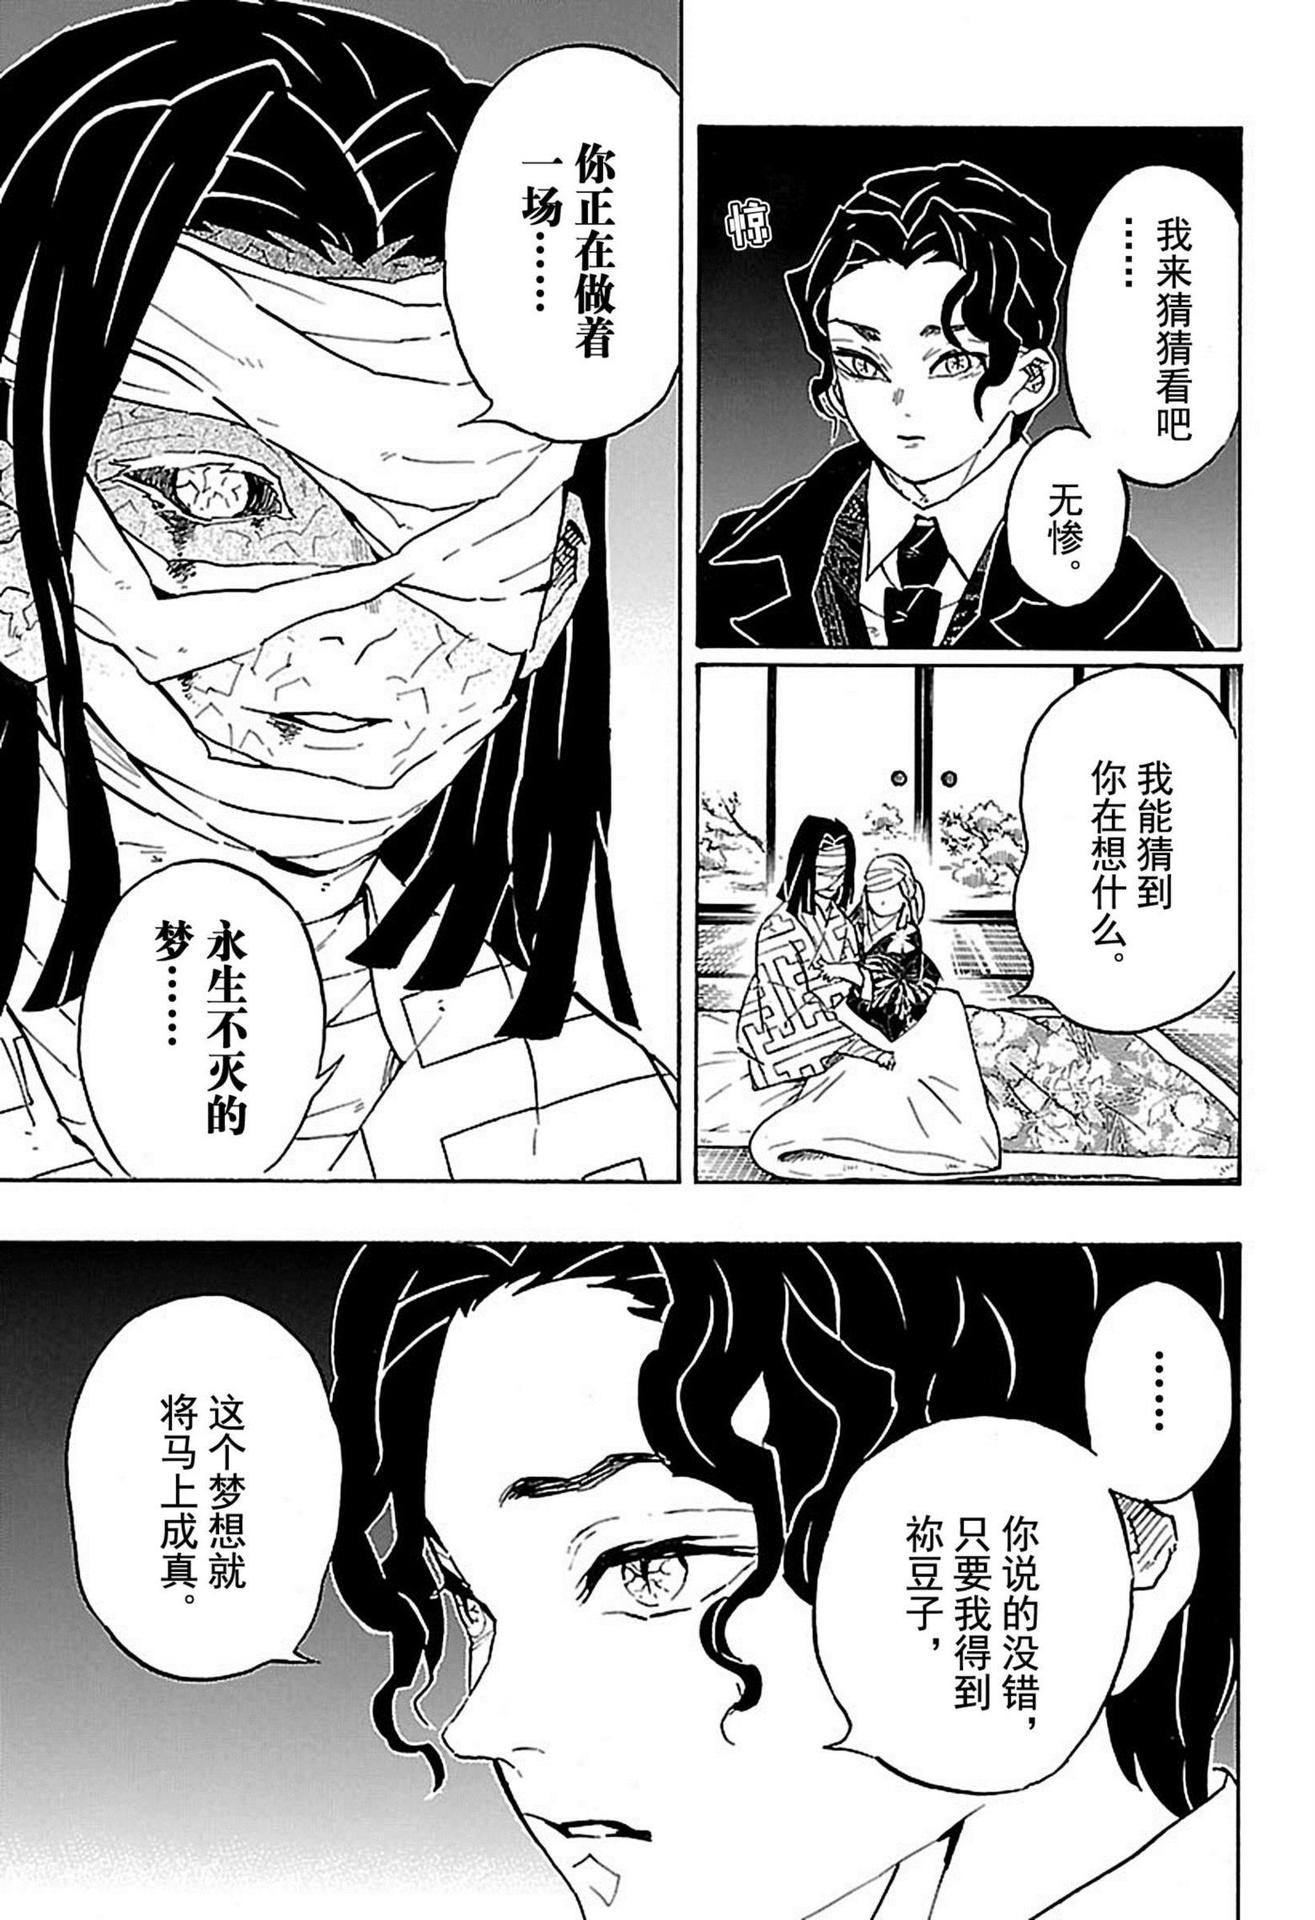 我来猜猜看吧
……
无惨。
惊
我能猜到
你在想什么。
你正在做着
一场……
永生不灭的
梦……
……
你说的没错，
只要我得到
祢豆子，
这个梦想就
将马上成真。